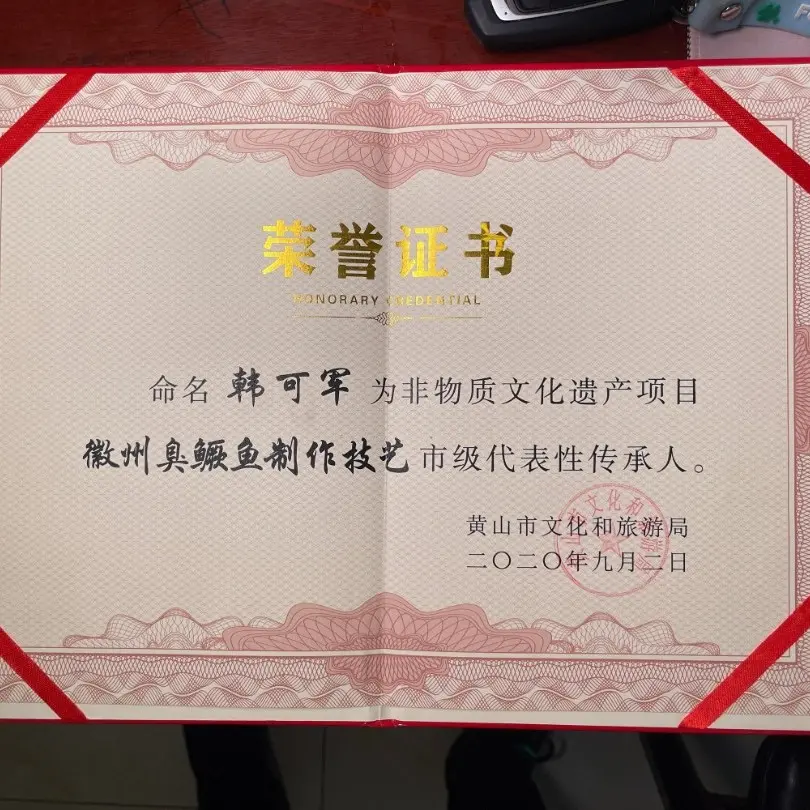 荣誉证书
HONORARY CREDENTIAL
命名 韩可军 为非物质文化遗产项目
徽州臭鳜鱼制作技艺 市级代表性传承人。
黄山市文化和旅游局
二〇二〇年九月二日